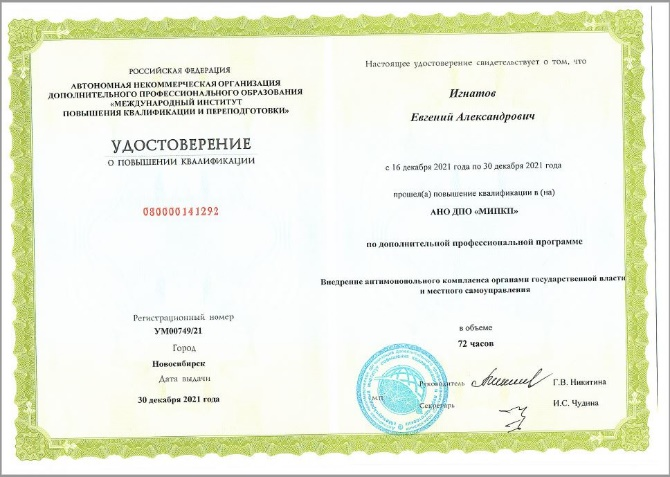 РОССИЙСКАЯ ФЕДЕРАЦИЯ
АВТОНОМНАЯ НЕКОММЕРЧЕСКАЯ ОРГАНИЗАЦИЯ
ДОПОЛНИТЕЛЬНОГО ПРОФЕССИОНАЛЬНОГО ОБРАЗОВАНИЯ
«МЕЖДУНАРОДНЫЙ ИНСТИТУТ
ПОВЫШЕНИЯ КВАЛИФИКАЦИИ И ПЕРЕПОДГОТОВКИ»
УДОСТОВЕРЕНИЕ
О ПОВЫШЕНИИ КВАЛИФИКАЦИИ
080000141292
Регистрационный номер
УМ00749/21
Город
Новосибирск
Дата выдачи
30 декабря 2021 года
Настоящее удостоверение свидетельствует о том, что
Игнатов
Евгений Александрович
с 16 декабря 2021 года по 30 декабря 2021 года
прошел(а) повышение квалификации в (на)
АНО ДПО «МИПКП»
по дополнительной профессиональной программе
Внедрение антимонопольного комплаенса органами государственной власти
и местного самоуправления
в объеме
72 часов
Руководитель Г.В. Никитина
М.П.
Секретарь И.С. Чудина